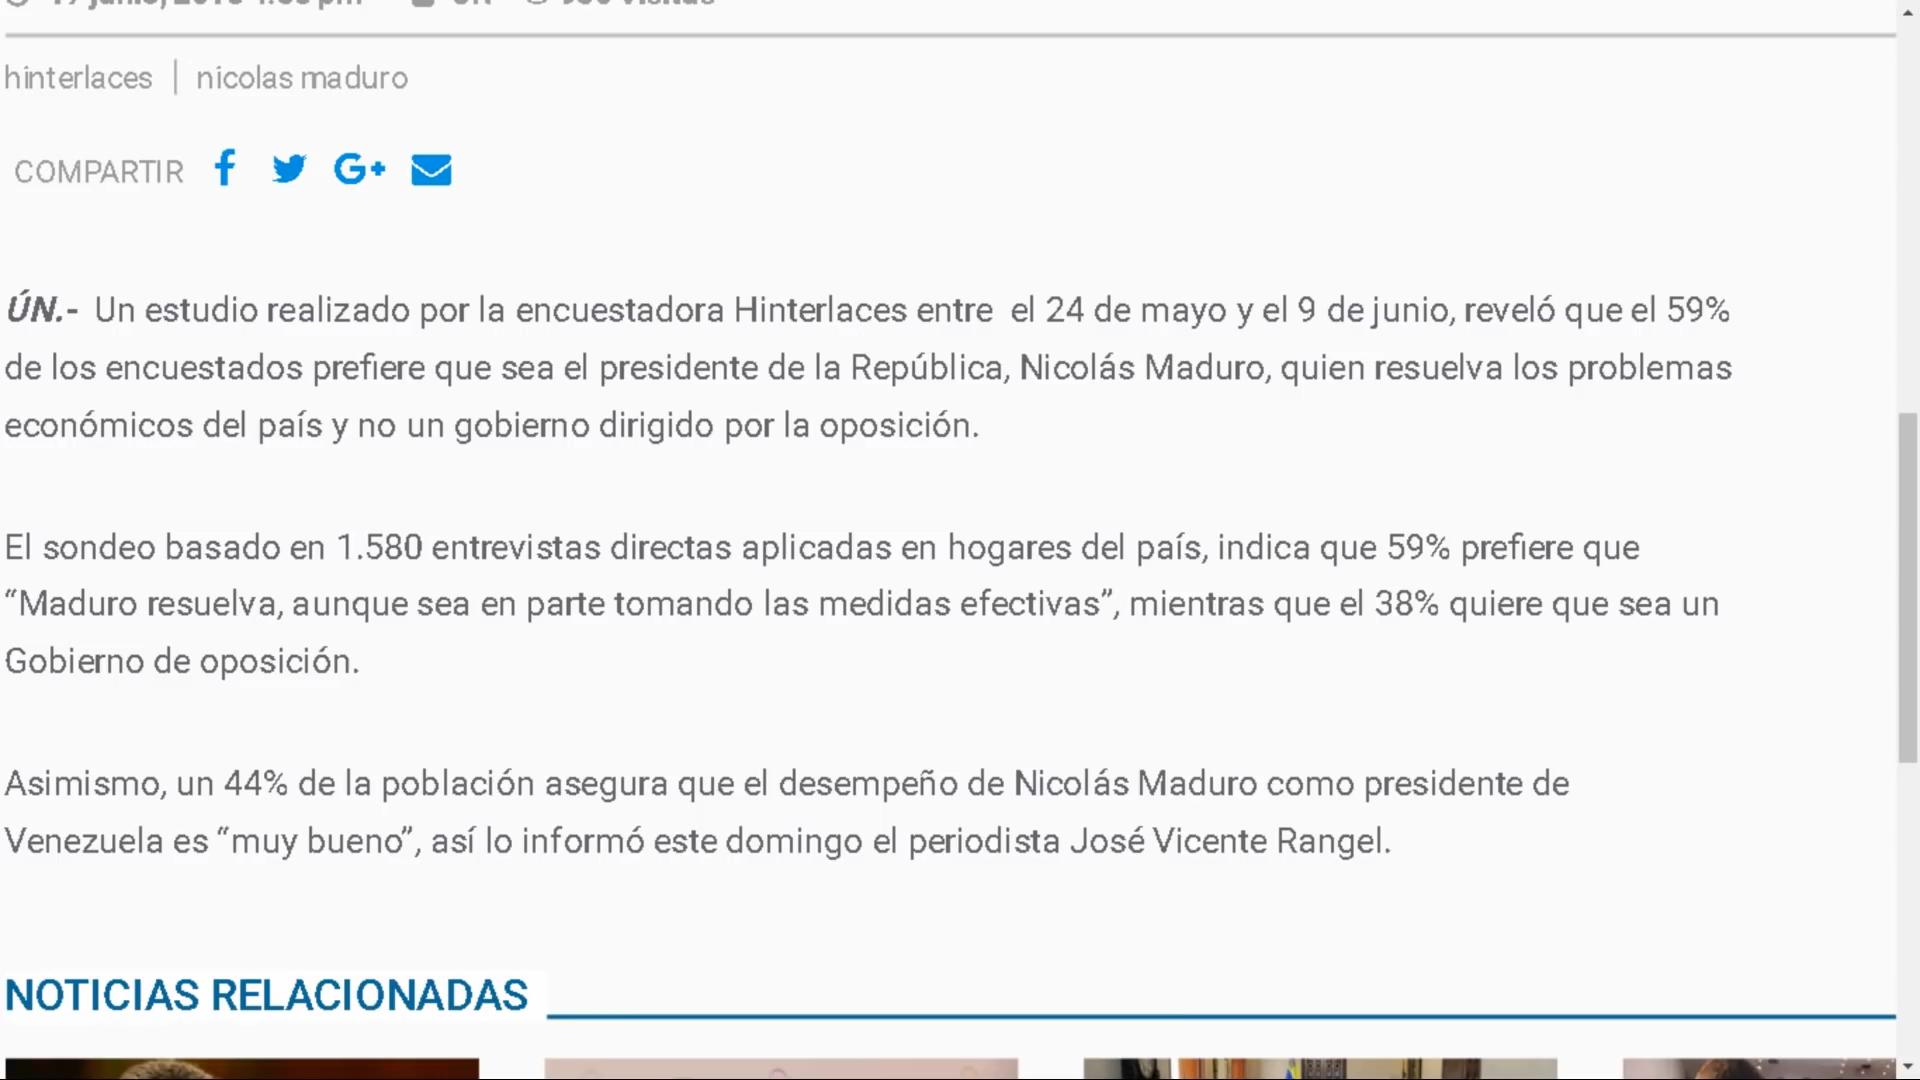 hinterlaces | nicolas maduro
COMPARTIR
ÚN.- Un estudio realizado por la encuestadora Hinterlaces entre el 24 de mayo y el 9 de junio, reveló que el 59%
de los encuestados prefiere que sea el presidente de la República, Nicolás Maduro, quien resuelva los problemas
económicos del país y no un gobierno dirigido por la oposición.
El sondeo basado en 1.580 entrevistas directas aplicadas en hogares del país, indica que 59% prefiere que
“Maduro resuelva, aunque sea en parte tomando las medidas efectivas”, mientras que el 38% quiere que sea un
Gobierno de oposición.
Asimismo, un 44% de la población asegura que el desempeño de Nicolás Maduro como presidente de
Venezuela es “muy bueno”, así lo informó este domingo el periodista José Vicente Rangel.
NOTICIAS RELACIONADAS